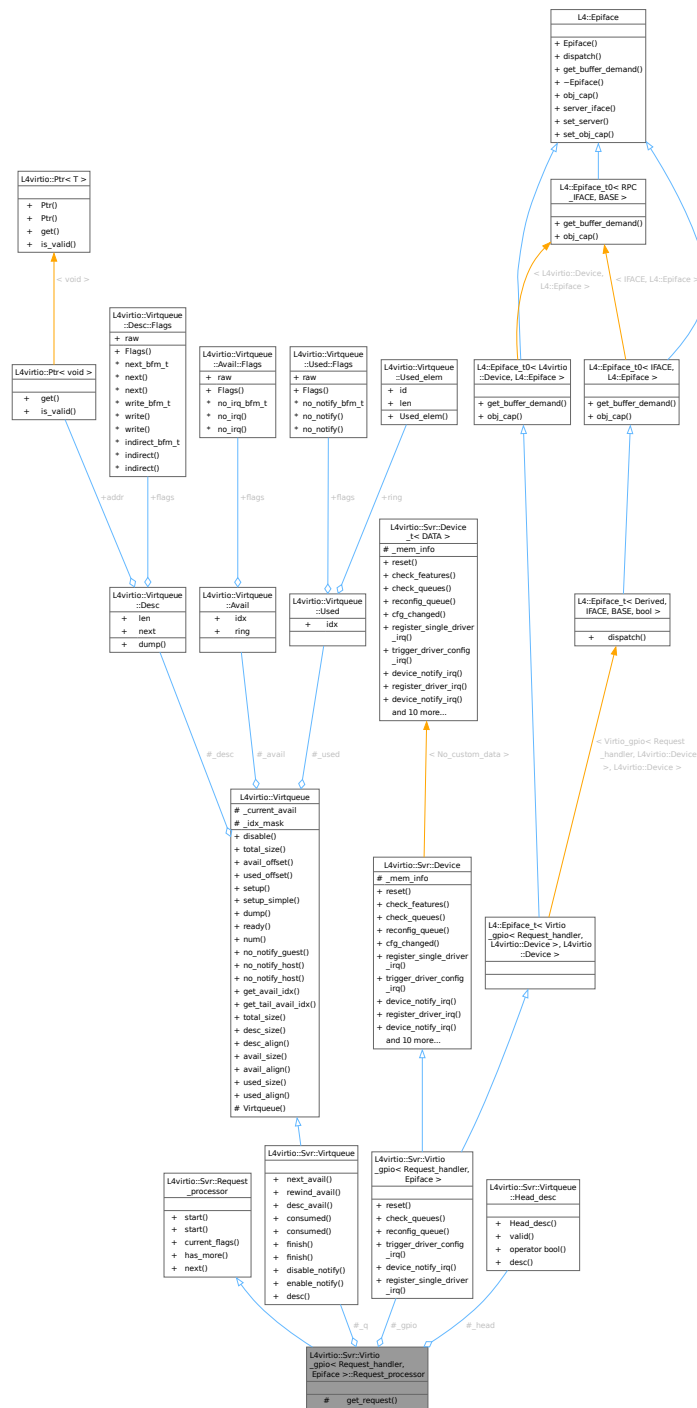 L4::Epiface
+ Epiface()
+ dispatch()
+ get_buffer_demand()
+ ~Epiface()
+ obj_cap()
+ server_iface()
+ set_server()
+ set_obj_cap()
L4virtio::Ptr< T >
+ Ptr()
+ Ptr()
+ get()
+ is_valid()
L4::Epiface_t0< RPC
_IFACE, BASE >
+ get_buffer_demand()
+ obj_cap()
< void >
< L4virtio::Device,
L4::Epiface >
< IFACE, L4::Epiface >
L4virtio::Ptr< void >
+ get()
+ is_valid()
L4virtio::Virtqueue
::Desc::Flags
+ raw
+ Flags()
* next_bfm_t
* next()
* next()
* write_bfm_t
* write()
* write()
* indirect_bfm_t
* indirect()
* indirect()
L4virtio::Virtqueue
::Avail::Flags
+ raw
+ Flags()
* no_irq_bfm_t
* no_irq()
* no_irq()
L4virtio::Virtqueue
::Used::Flags
+ raw
+ Flags()
* no_notify_bfm_t
* no_notify()
* no_notify()
L4virtio::Virtqueue
::Used_elem
+ id
+ len
+ Used_elem()
L4::Epiface_t0< L4virtio
::Device, L4::Epiface >
+ get_buffer_demand()
+ obj_cap()
L4::Epiface_t0< IFACE,
L4::Epiface >
+ get_buffer_demand()
+ obj_cap()
+addr
+flags
+flags
+flags
+ring
L4virtio::Svr::Device
_t< DATA >
# _mem_info
+ reset()
+ check_features()
+ check_queues()
+ reconfig_queue()
+ cfg_changed()
+ register_single_driver
_irq()
+ trigger_driver_config
_irq()
+ device_notify_irq()
+ register_driver_irq()
+ device_notify_irq()
and 10 more...
L4virtio::Virtqueue
::Desc
+ len
+ next
+ dump()
L4virtio::Virtqueue
::Avail
+ idx
+ ring
L4virtio::Virtqueue
::Used
+ idx
L4::Epiface_t< Derived,
IFACE, BASE, bool >
+ dispatch()
#_desc
#_avail
#_used
< No_custom_data >
< Virtio_gpio< Request
_handler, L4virtio::Device
>, L4virtio::Device >
L4virtio::Virtqueue
# _current_avail
# _idx_mask
+ disable()
+ total_size()
+ avail_offset()
+ used_offset()
+ setup()
+ setup_simple()
+ dump()
+ ready()
+ num()
+ no_notify_guest()
+ no_notify_host()
+ no_notify_host()
+ get_avail_idx()
+ get_tail_avail_idx()
+ total_size()
+ desc_size()
+ desc_align()
+ avail_size()
+ avail_align()
+ used_size()
+ used_align()
# Virtqueue()
L4virtio::Svr::Device
# _mem_info
+ reset()
+ check_features()
+ check_queues()
+ reconfig_queue()
+ cfg_changed()
+ register_single_driver
_irq()
+ trigger_driver_config
_irq()
+ device_notify_irq()
+ register_driver_irq()
+ device_notify_irq()
and 10 more...
L4::Epiface_t< Virtio
_gpio< Request_handler,
L4virtio::Device >, L4virtio
::Device >
L4virtio::Svr::Request
_processor
+ start()
+ start()
+ current_flags()
+ has_more()
+ next()
L4virtio::Svr::Virtqueue
+ next_avail()
+ rewind_avail()
+ desc_avail()
+ consumed()
+ consumed()
+ finish()
+ finish()
+ disable_notify()
+ enable_notify()
+ desc()
L4virtio::Svr::Virtio
_gpio< Request_handler,
Epiface >
+ reset()
+ check_queues()
+ reconfig_queue()
+ trigger_driver_config
_irq()
+ device_notify_irq()
+ register_single_driver
_irq()
L4virtio::Svr::Virtqueue
::Head_desc
+ Head_desc()
+ valid()
+ operator bool()
+ desc()
#_q
#_gpio
#_head
L4virtio::Svr::Virtio
_gpio< Request_handler,
Epiface >::Request_processor
# get_request()